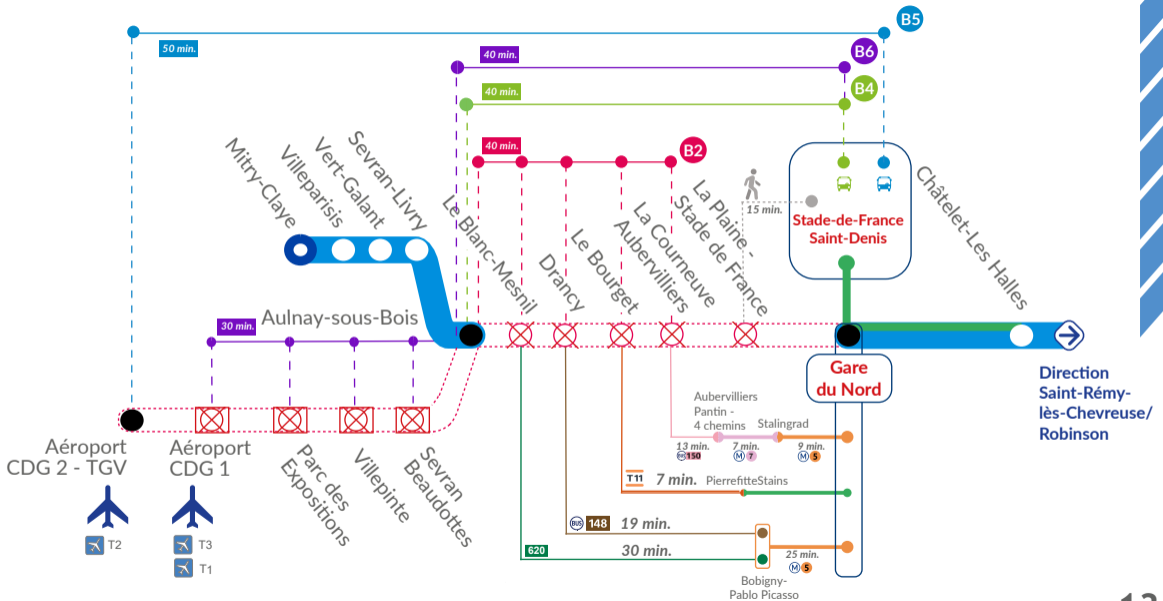 B5
50 min.
B6
40 min.
B4
40 min.
B2
40 min.
Mitry-Claye
Villeparisis
Vert-Galant
Sevran-Livry
Le Blanc-Mesnil
Drancy
Le Bourget
La Courneuve
Aubervilliers
La Plaine -
Stade de France
15 min.
Stade-de-France
Saint-Denis
Châtelet-Les Halles
30 min.
Aulnay-sous-Bois
Gare
du Nord
Direction
Saint-Rémy-
lès-Chevreuse/
Robinson
Aéroport
CDG 2 - TGV
T2
Aéroport
CDG 1
T3
T1
Parc des
Expositions
Villepinte
Sevran
Beaudottes
Aubervilliers
Pantin -
4 chemins
Stalingrad
13 min.
BUS 150
7 min.
M 7
9 min.
M 5
T11 7 min. PierrefitteStains
BUS 148 19 min.
620 30 min.
25 min.
M 5
Bobigny-
Pablo Picasso